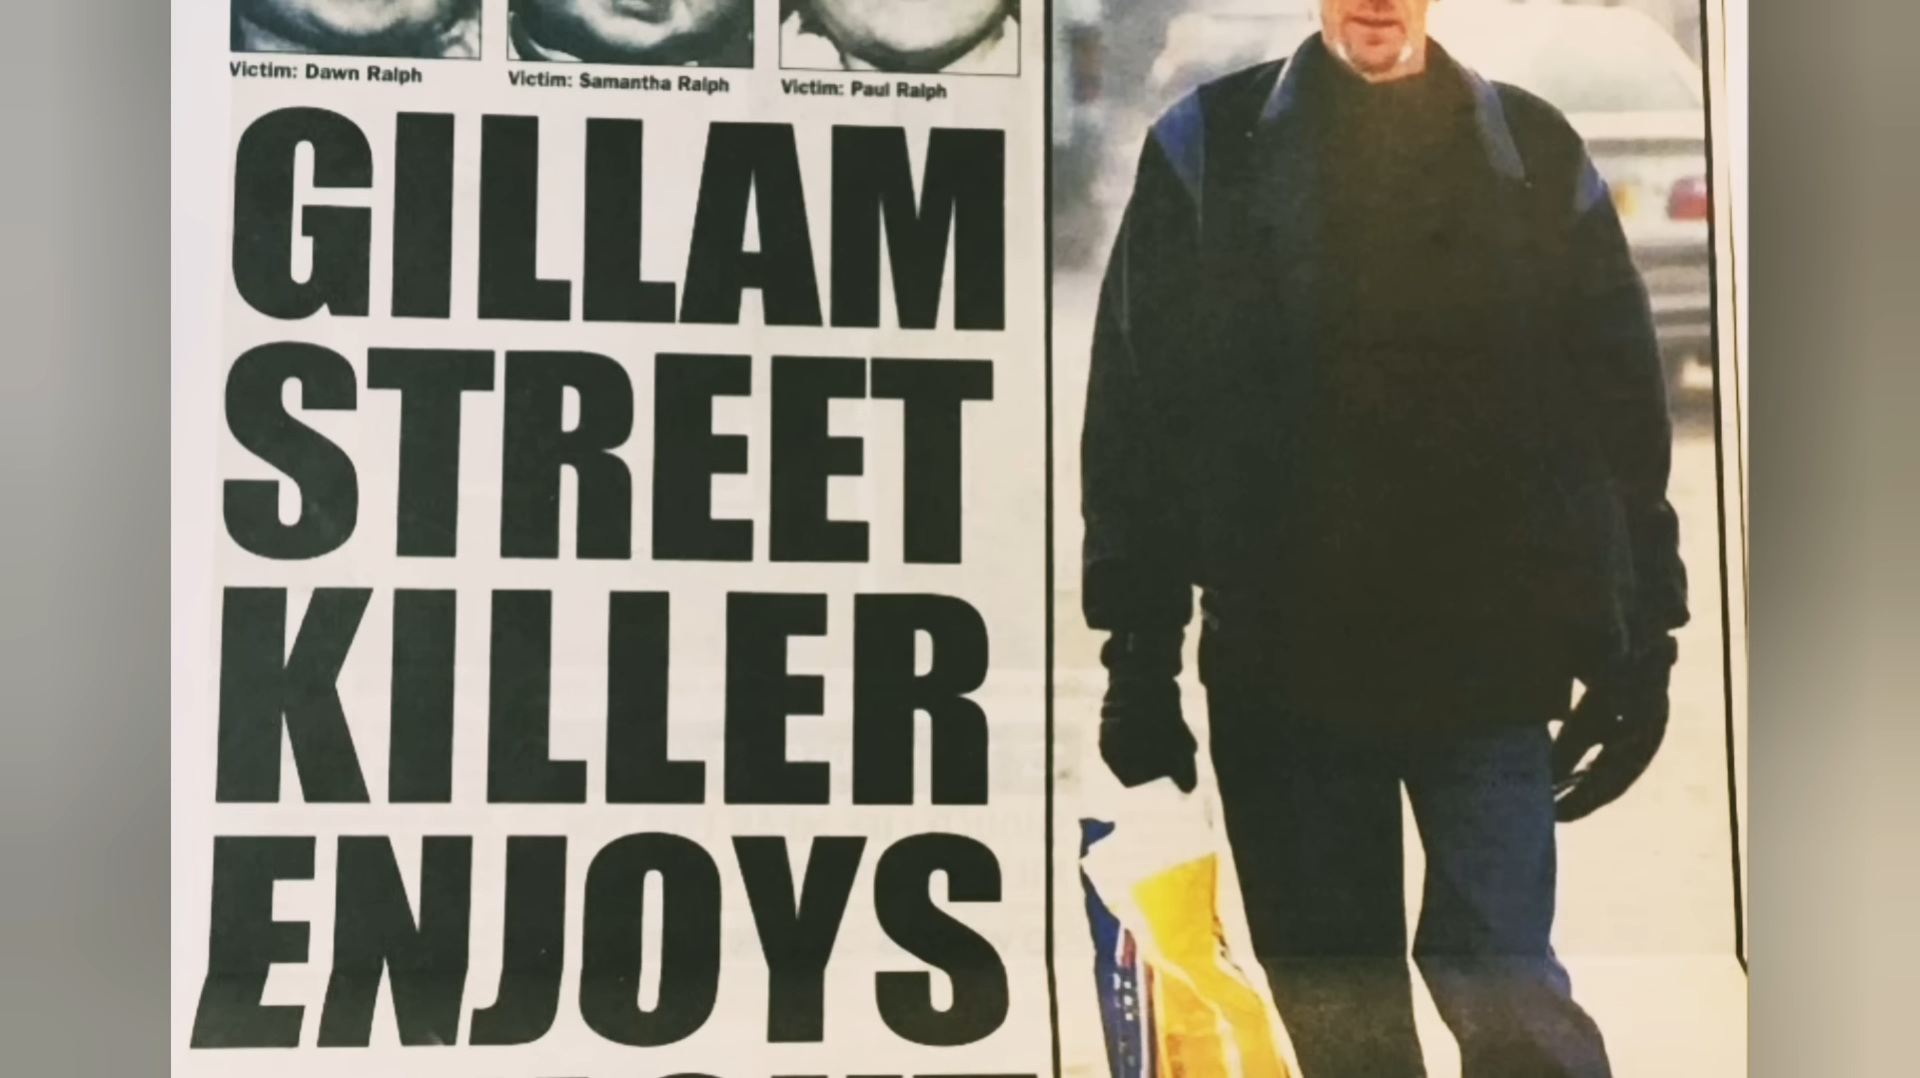 Victim: Dawn Ralph
Victim: Samantha Ralph
Victim: Paul Ralph
GILLAM
STREET
KILLER
ENJOYS